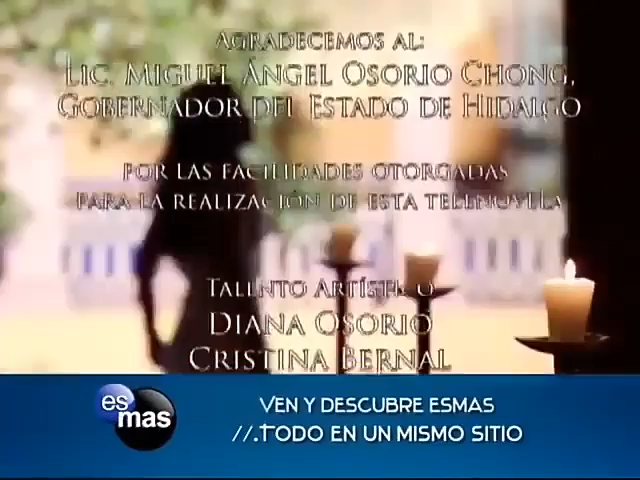 AGRADECEMOS AL:
LIC. MIGUEL ÁNGEL OSORIO CHONG,
GOBERNADOR DEL ESTADO DE HIDALGO
POR LAS FACILIDADES OTORGADAS
PARA LA REALIZACIÓN DE ESTA TELENOVELA
TALENTO ARTÍSTICO
DIANA OSORIO
CRISTINA BERNAL
es
mas
VEN Y DESCUBRE ESMAS
//.TODO EN UN MISMO SITIO